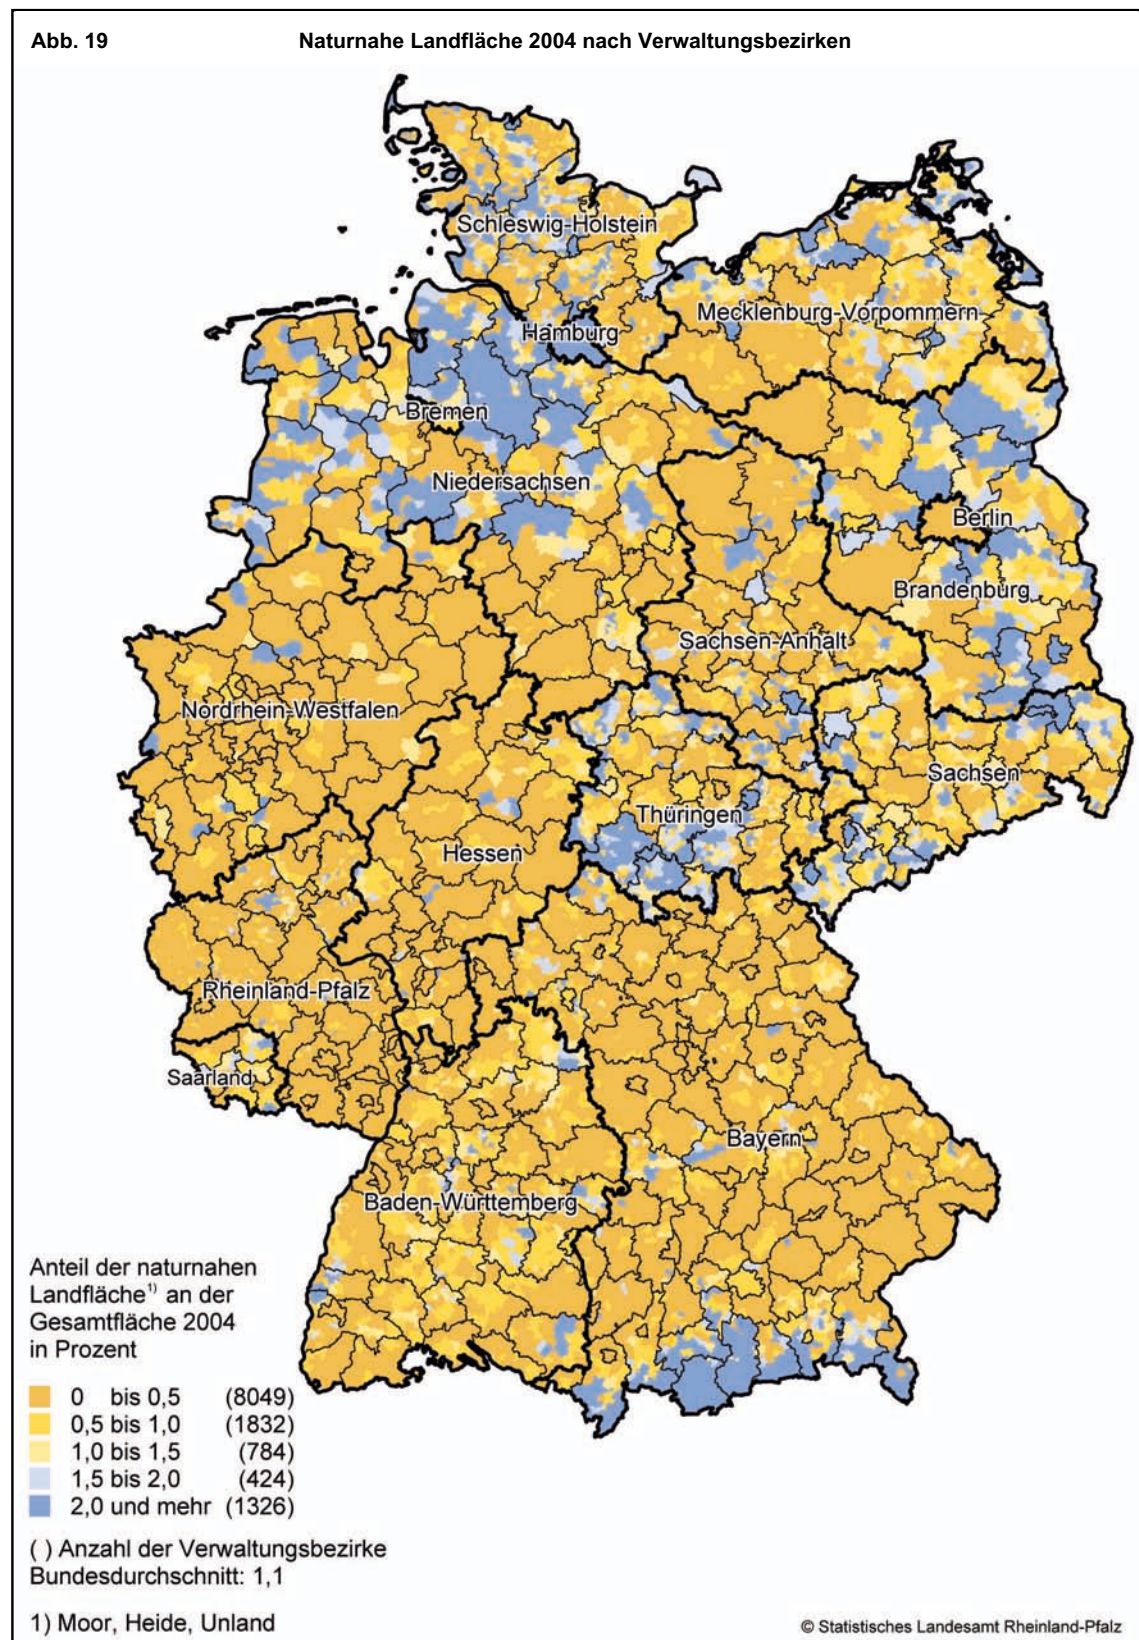 Abb. 19
Naturnahe Landfläche 2004 nach Verwaltungsbezirken
Schleswig-Holstein
Mecklenburg-Vorpommern
Hamburg
Bremen
Niedersachsen
Berlin
Brandenburg
Sachsen-Anhalt
Nordrhein-Westfalen
Sachsen
Thüringen
Hessen
Rheinland-Pfalz
Saarland
Bayern
Baden-Württemberg
Anteil der naturnahen
Landfläche¹⁾ an der
Gesamtfläche 2004
in Prozent
0 bis 0,5 (8049)
0,5 bis 1,0 (1832)
1,0 bis 1,5 (784)
1,5 bis 2,0 (424)
2,0 und mehr (1326)
( ) Anzahl der Verwaltungsbezirke
Bundesdurchschnitt: 1,1
1) Moor, Heide, Unland
© Statistisches Landesamt Rheinland-Pfalz